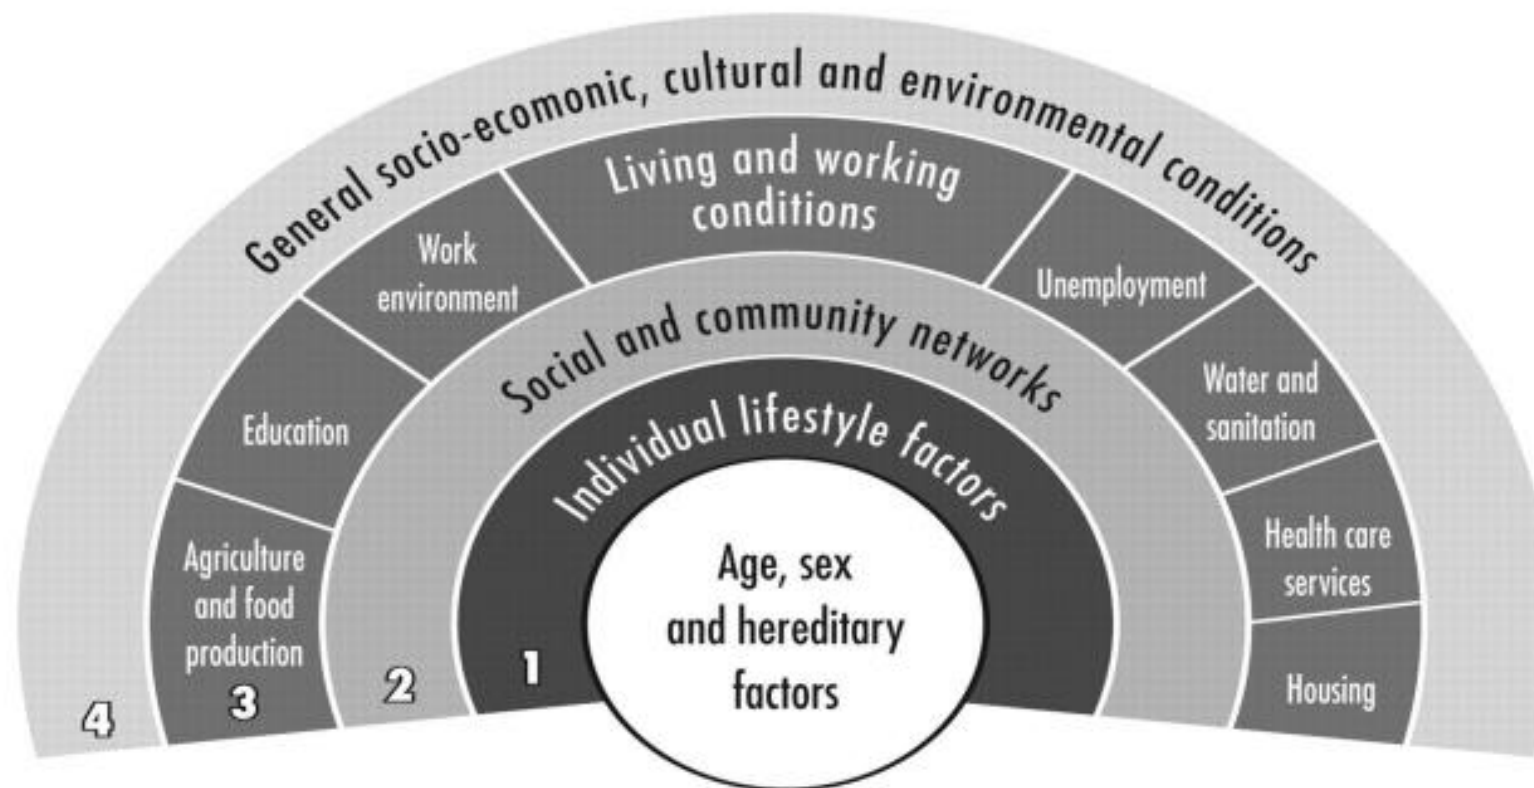 General socio-ecomonic, cultural and environmental conditions
Living and working
conditions
Work
environment
Unemployment
Social and community networks
Education
Water and
sanitation
Individual lifestyle factors
Agriculture
and food
production
Health care
services
Age, sex
and hereditary
factors
Housing
4
3
2
1